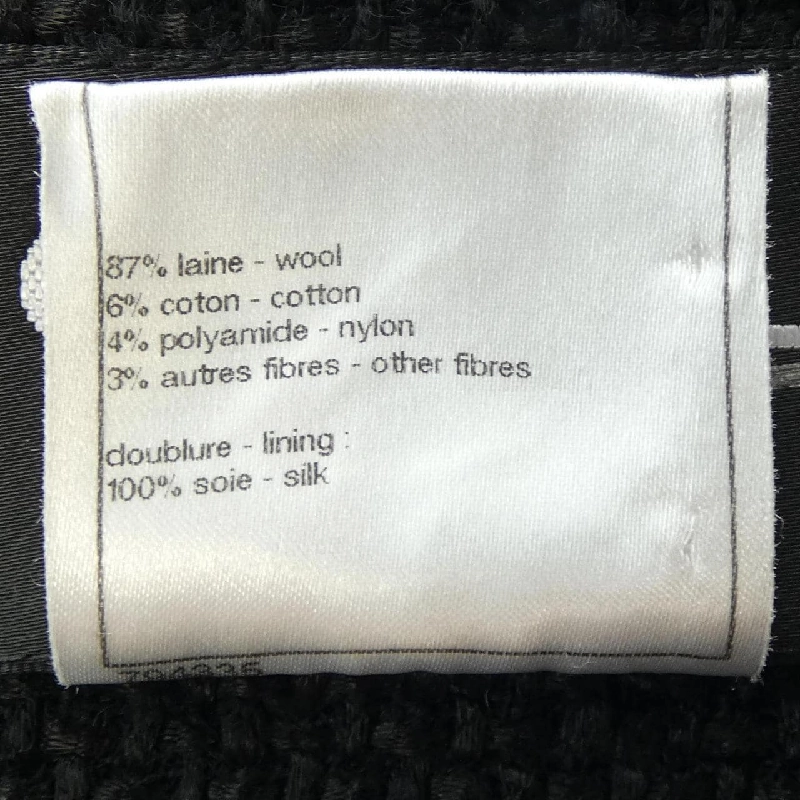 87% laine - wool
6% coton - cotton
4% polyamide - nylon
3% autres fibres - other fibres
doublure - lining :
100% soie - silk